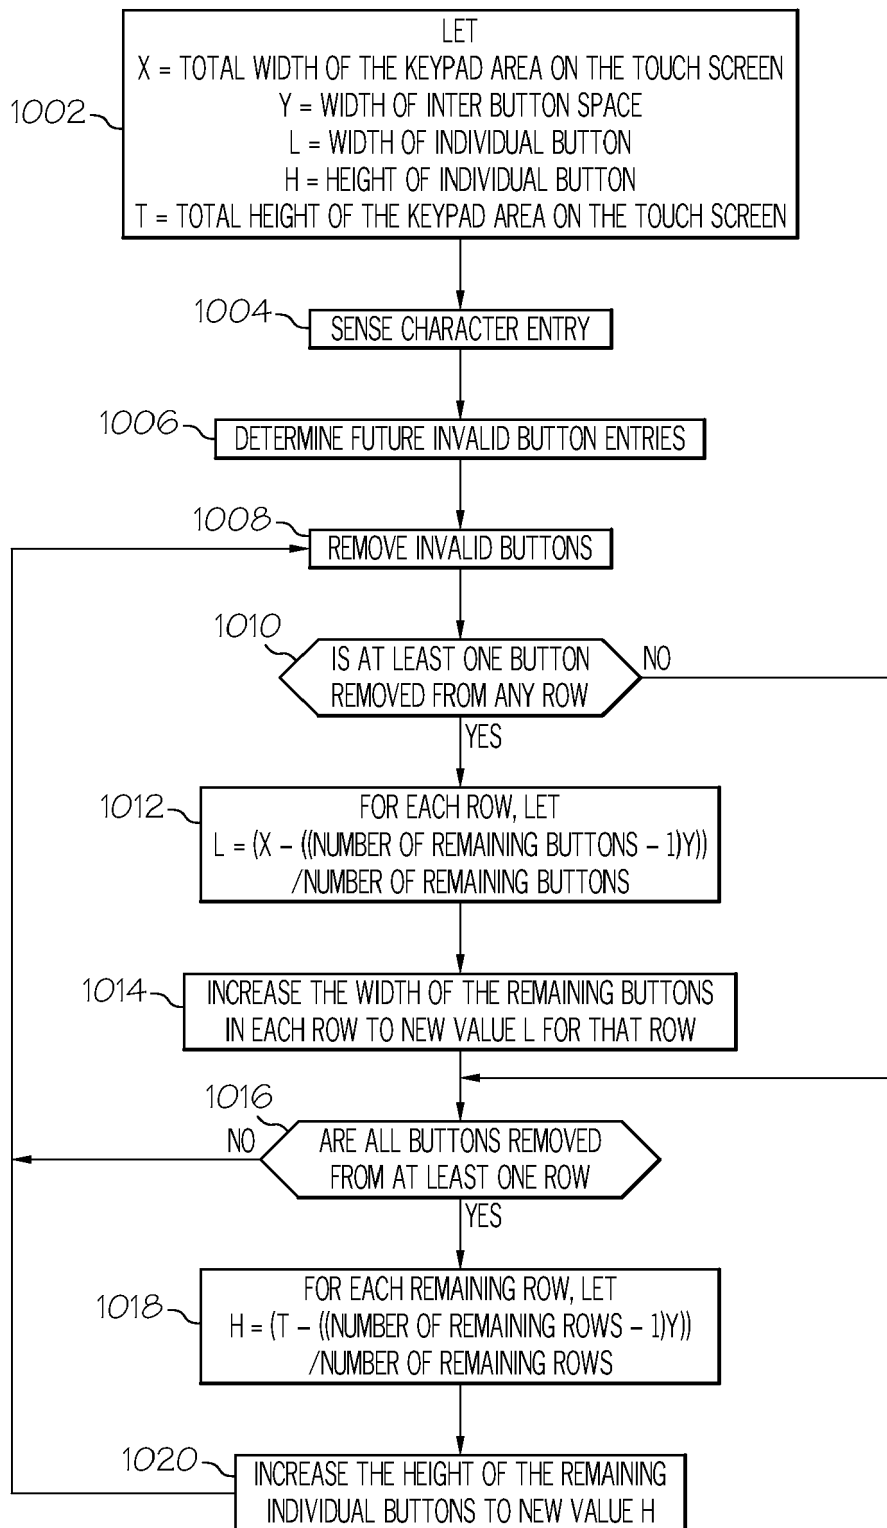 LET
X = TOTAL WIDTH OF THE KEYPAD AREA ON THE TOUCH SCREEN
Y = WIDTH OF INTER BUTTON SPACE
L = WIDTH OF INDIVIDUAL BUTTON
H = HEIGHT OF INDIVIDUAL BUTTON
T = TOTAL HEIGHT OF THE KEYPAD AREA ON THE TOUCH SCREEN
1002
1004
SENSE CHARACTER ENTRY
1006
DETERMINE FUTURE INVALID BUTTON ENTRIES
1008
REMOVE INVALID BUTTONS
1010
IS AT LEAST ONE BUTTON
REMOVED FROM ANY ROW
NO
YES
1012
FOR EACH ROW, LET
L = (X – ((NUMBER OF REMAINING BUTTONS – 1)Y))
/NUMBER OF REMAINING BUTTONS
1014
INCREASE THE WIDTH OF THE REMAINING BUTTONS
IN EACH ROW TO NEW VALUE L FOR THAT ROW
1016
NO
ARE ALL BUTTONS REMOVED
FROM AT LEAST ONE ROW
YES
1018
FOR EACH REMAINING ROW, LET
H = (T – ((NUMBER OF REMAINING ROWS – 1)Y))
/NUMBER OF REMAINING ROWS
1020
INCREASE THE HEIGHT OF THE REMAINING
INDIVIDUAL BUTTONS TO NEW VALUE H